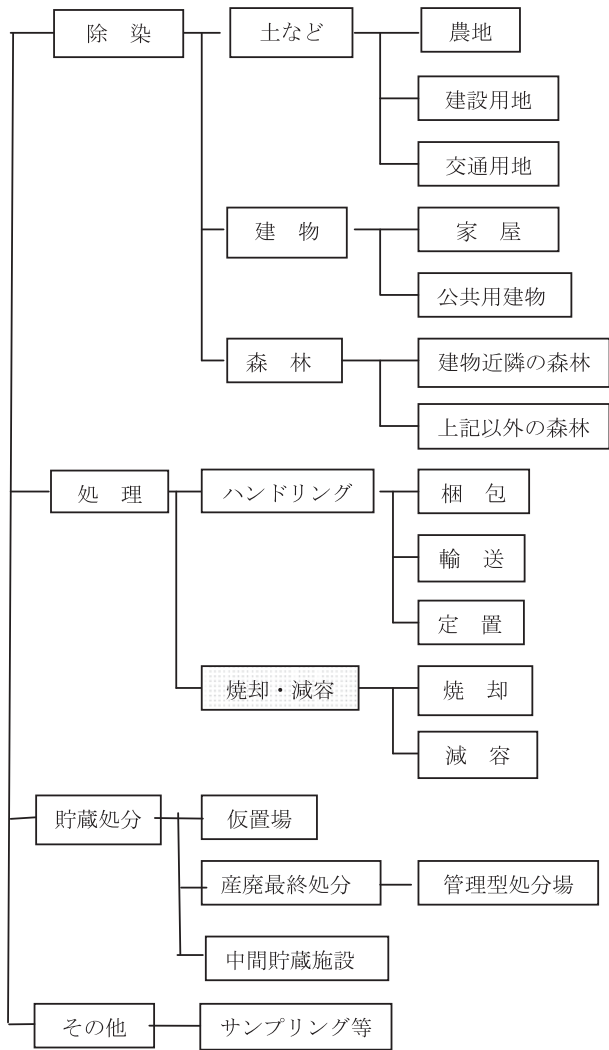 除 染
土など
農地
建設用地
交通用地
建 物
家 屋
公共用建物
森 林
建物近隣の森林
上記以外の森林
処 理
ハンドリング
梱 包
輸 送
定 置
焼却・減容
焼 却
減 容
貯蔵処分
仮置場
産廃最終処分
管理型処分場
中間貯蔵施設
その他
サンプリング等